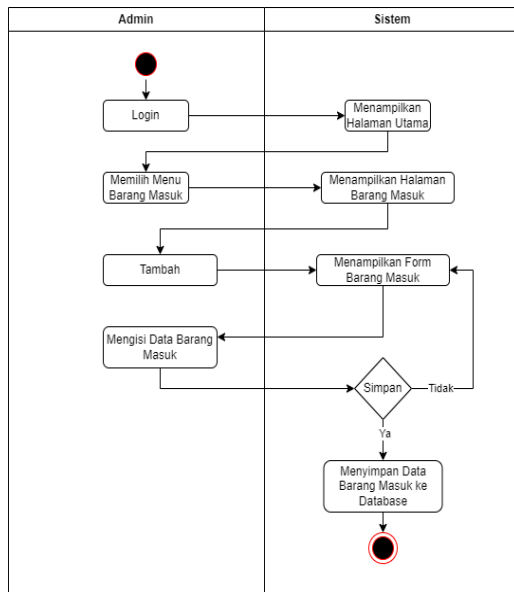 Admin
Sistem
Login
Menampilkan
Halaman Utama
Memilih Menu
Barang Masuk
Menampilkan Halaman
Barang Masuk
Tambah
Menampilkan Form
Barang Masuk
Mengisi Data Barang
Masuk
Simpan
Tidak
Ya
Menyimpan Data
Barang Masuk ke
Database